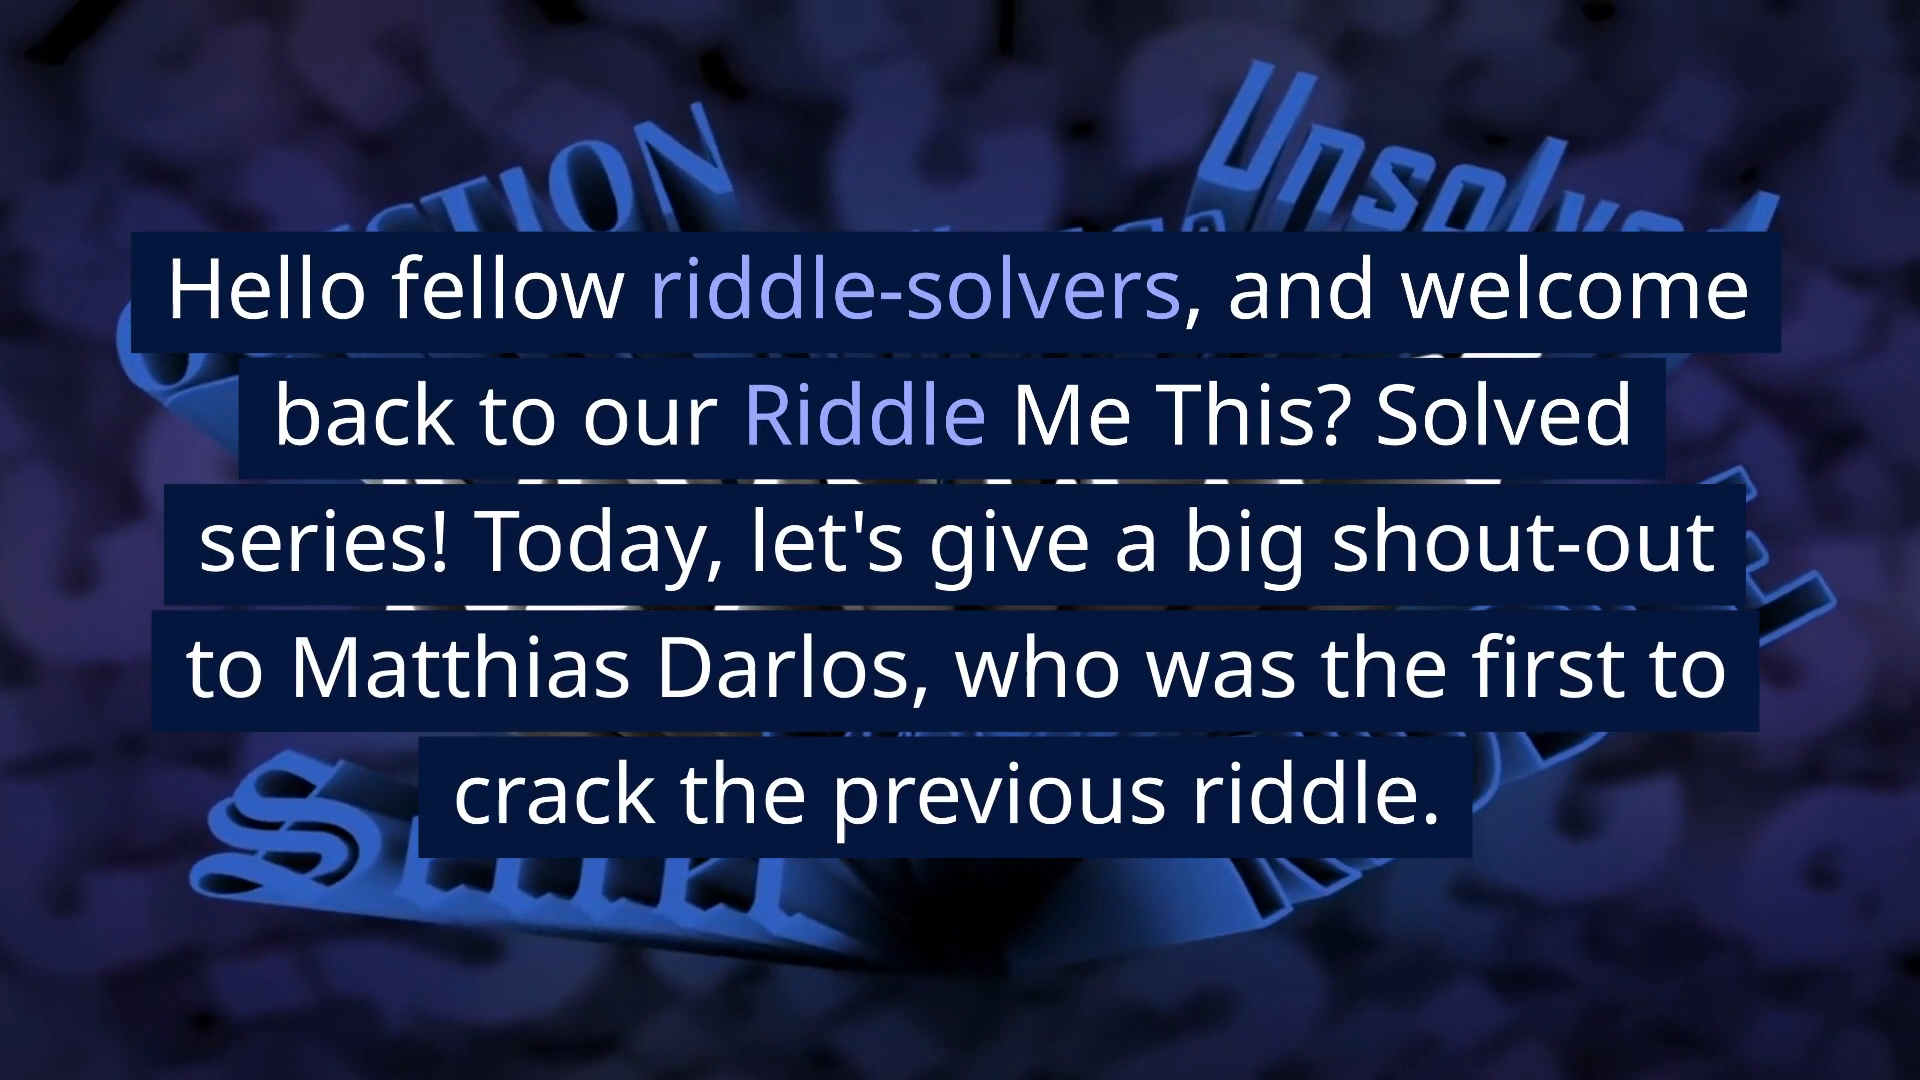 Unsolved
Hello fellow riddle-solvers, and welcome
back to our Riddle Me This? Solved
series! Today, let's give a big shout-out
to Matthias Darlos, who was the first to
crack the previous riddle.